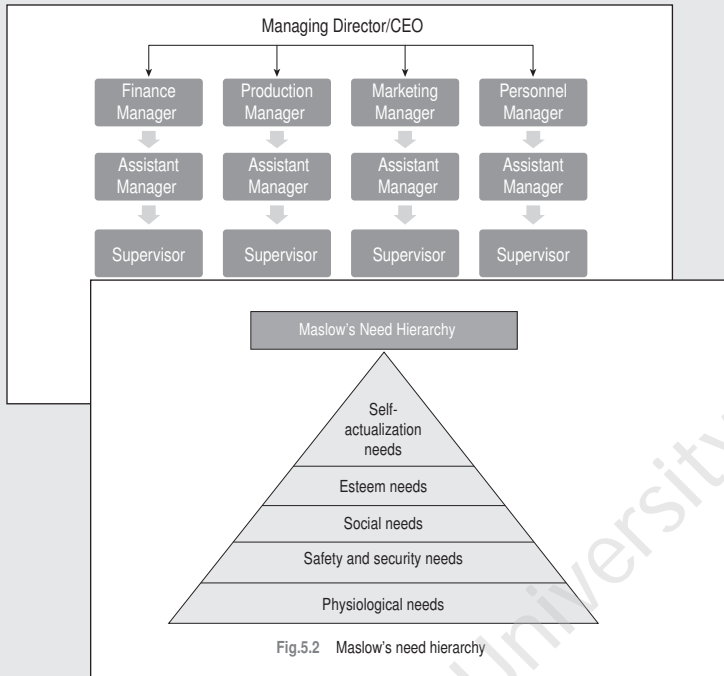 Managing Director/CEO
Finance
Manager
Production
Manager
Marketing
Manager
Personnel
Manager
Assistant
Manager
Assistant
Manager
Assistant
Manager
Assistant
Manager
Supervisor
Supervisor
Supervisor
Supervisor
Maslow's Need Hierarchy
Self-
actualization
needs
Esteem needs
Social needs
Safety and security needs
Physiological needs
Fig.5.2 Maslow's need hierarchy
University